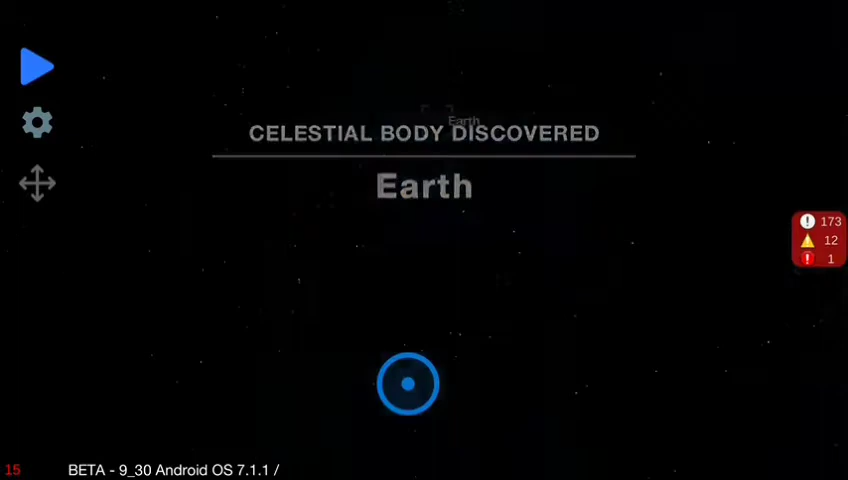 Earth
CELESTIAL BODY DISCOVERED
Earth
173
12
1
15
BETA - 9_30 Android OS 7.1.1 /